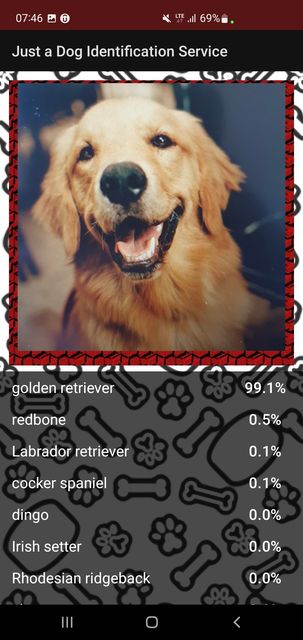 07:46 LTE 69%
Just a Dog Identification Service
golden retriever 99.1%
redbone 0.5%
Labrador retriever 0.1%
cocker spaniel 0.1%
dingo 0.0%
Irish setter 0.0%
Rhodesian ridgeback 0.0%